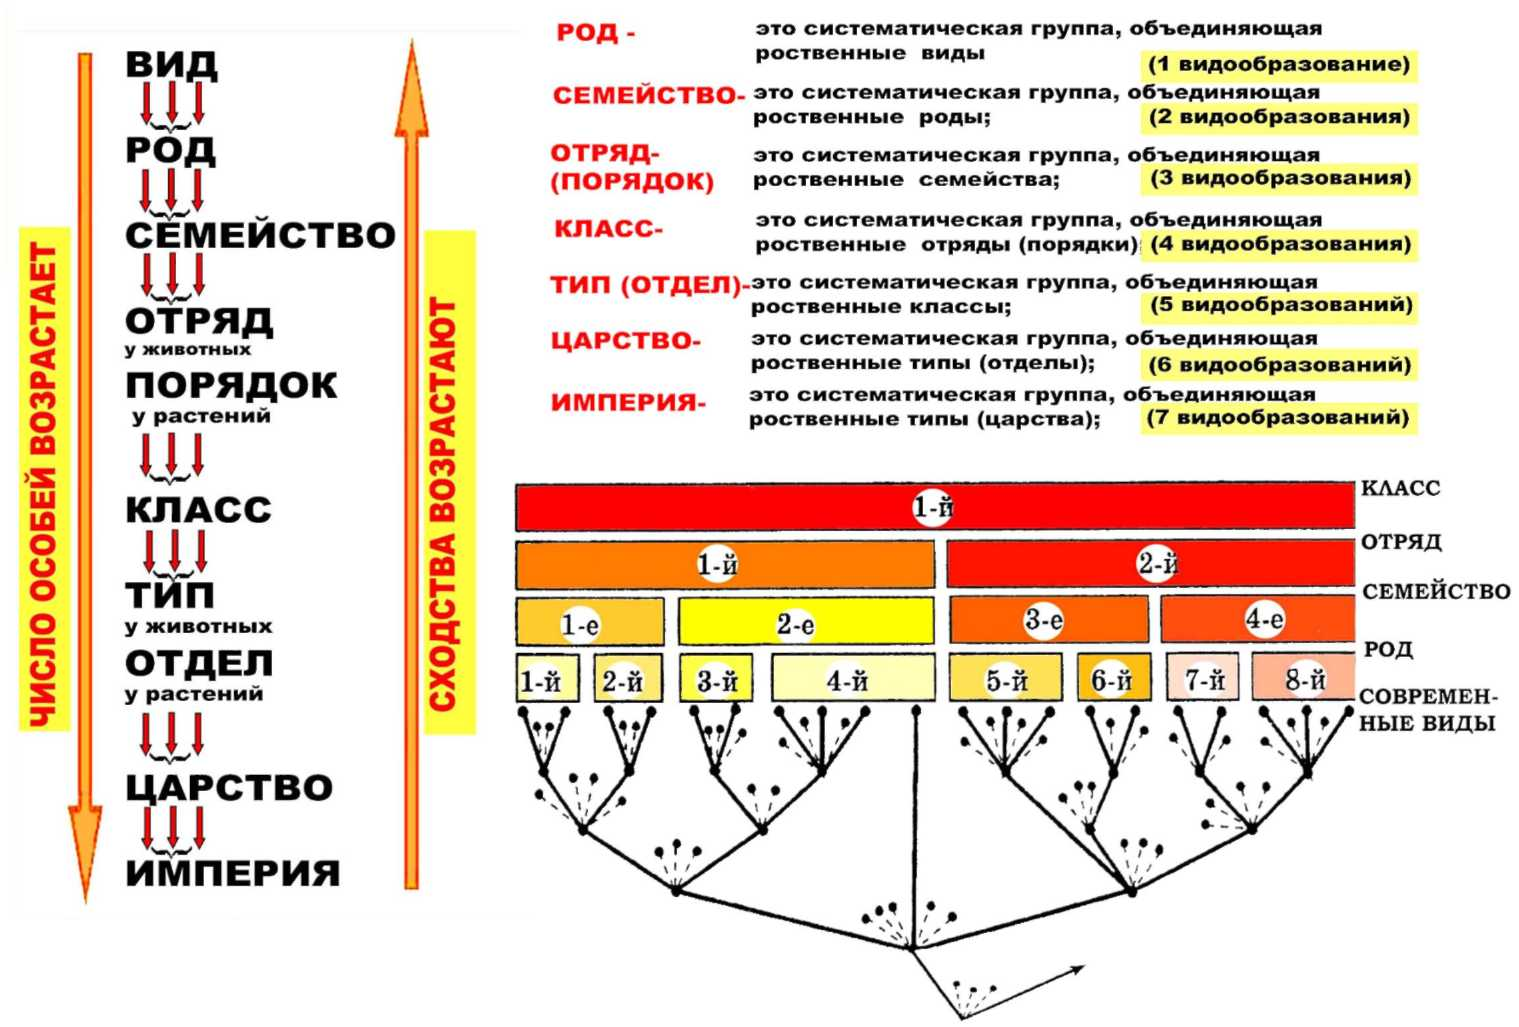 ЧИСЛО ОСОБЕЙ ВОЗРАСТАЕТ
ВИД
РОД
СЕМЕЙСТВО
ОТРЯД
у животных
ПОРЯДОК
у растений
КЛАСС
ТИП
у животных
ОТДЕЛ
у растений
ЦАРСТВО
ИМПЕРИЯ
СХОДСТВА ВОЗРАСТАЮТ
РОД - это систематическая группа, объединяющая
роственные виды
(1 видообразование)
СЕМЕЙСТВО- это систематическая группа, объединяющая
роственные роды; (2 видообразования)
ОТРЯД- это систематическая группа, объединяющая
(ПОРЯДОК) роственные семейства; (3 видообразования)
КЛАСС- это систематическая группа, объединяющая
роственные отряды (порядки); (4 видообразования)
ТИП (ОТДЕЛ)- это систематическая группа, объединяющая
роственные классы; (5 видообразований)
ЦАРСТВО- это систематическая группа, объединяющая
роственные типы (отделы); (6 видообразований)
ИМПЕРИЯ- это систематическая группа, объединяющая
роственные типы (царства); (7 видообразований)
1-й КЛАСС
1-й 2-й ОТРЯД
1-е 2-е 3-е 4-е СЕМЕЙСТВО
1-й 2-й 3-й 4-й 5-й 6-й 7-й 8-й РОД
СОВРЕМЕН-
НЫЕ ВИДЫ